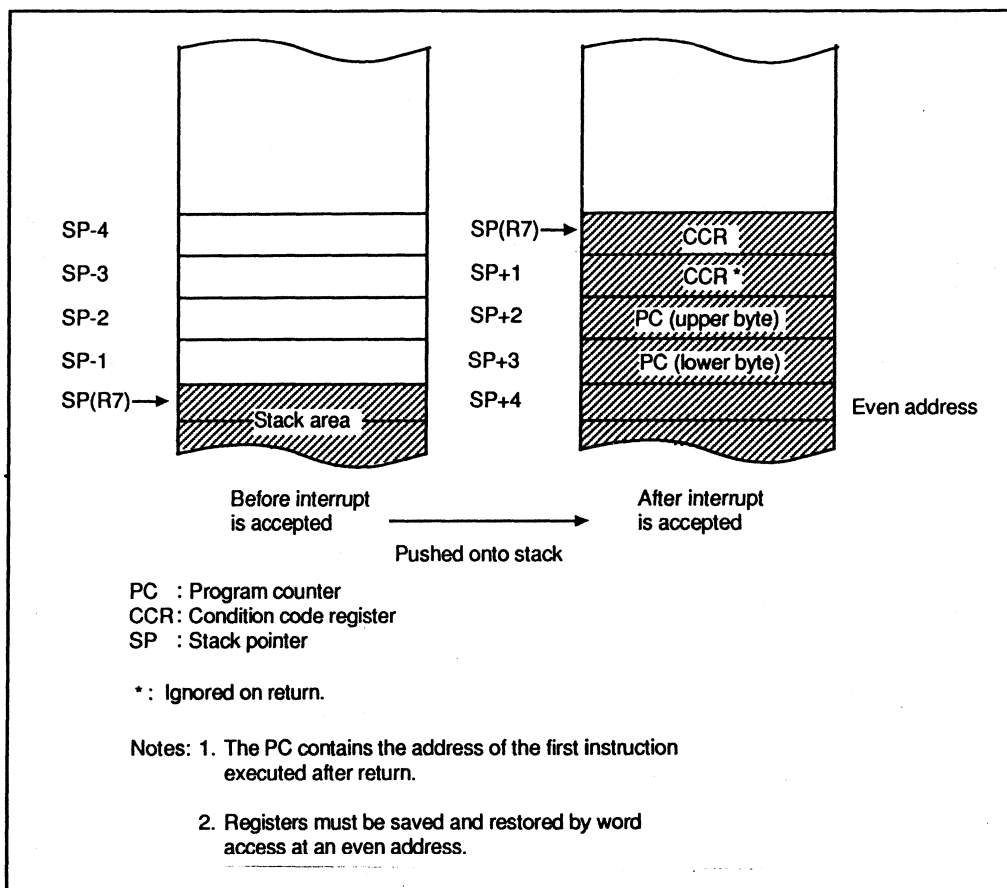 SP-4
SP-3
SP-2
SP-1
SP(R7)
Stack area
SP(R7)
SP+1
SP+2
SP+3
SP+4
CCR
CCR *
PC (upper byte)
PC (lower byte)
Even address
Before interrupt
is accepted
After interrupt
is accepted
Pushed onto stack
PC : Program counter
CCR : Condition code register
SP : Stack pointer
* : Ignored on return.
Notes: 1. The PC contains the address of the first instruction
executed after return.
2. Registers must be saved and restored by word
access at an even address.